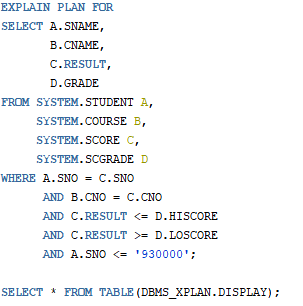 EXPLAIN PLAN FOR
SELECT A.SNAME,
B.CNAME,
C.RESULT,
D.GRADE
FROM SYSTEM.STUDENT A,
SYSTEM.COURSE B,
SYSTEM.SCORE C,
SYSTEM.SCGRADE D
WHERE A.SNO = C.SNO
AND B.CNO = C.CNO
AND C.RESULT <= D.HISCORE
AND C.RESULT >= D.LOSCORE
AND A.SNO <= '930000';
SELECT * FROM TABLE(DBMS_XPLAN.DISPLAY);